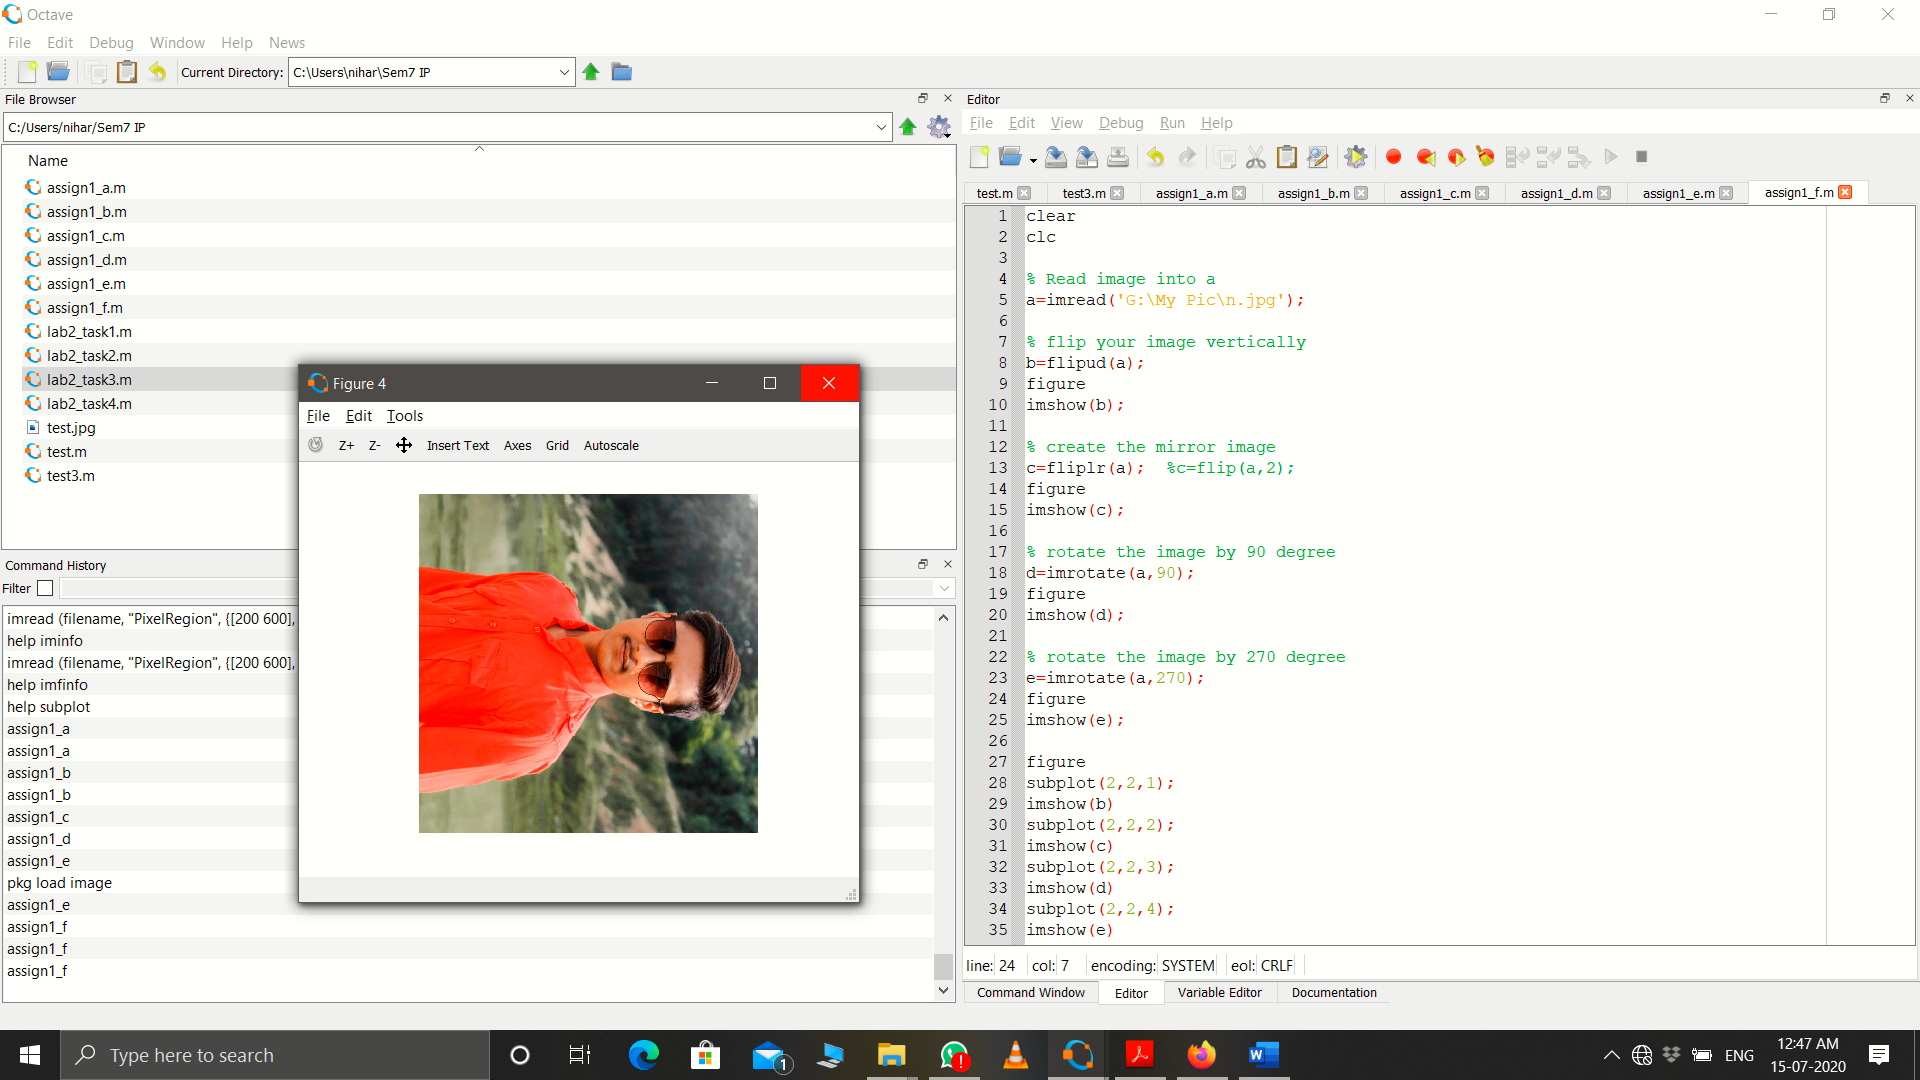 Octave
File Edit Debug Window Help News
Current Directory: C:\Users\nihar\Sem7 IP
File Browser
C:/Users/nihar/Sem7 IP
Name
assign1_a.m
assign1_b.m
assign1_c.m
assign1_d.m
assign1_e.m
assign1_f.m
lab2_task1.m
lab2_task2.m
lab2_task3.m
lab2_task4.m
test.jpg
test.m
test3.m
Command History
Filter
imread (filename, "PixelRegion", {[200 600],
help iminfo
imread (filename, "PixelRegion", {[200 600],
help imfinfo
help subplot
assign1_a
assign1_a
assign1_b
assign1_b
assign1_c
assign1_d
assign1_e
pkg load image
assign1_e
assign1_f
assign1_f
assign1_f
Figure 4
File Edit Tools
Z+ Z- Insert Text Axes Grid Autoscale
Editor
File Edit View Debug Run Help
test.m test3.m assign1_a.m assign1_b.m assign1_c.m assign1_d.m assign1_e.m assign1_f.m
1 clear
2 clc
3
4 % Read image into a
5 a=imread('G:\My Pic\n.jpg');
6
7 % flip your image vertically
8 b=flipud(a);
9 figure
10 imshow(b);
11
12 % create the mirror image
13 c=fliplr(a); %c=flip(a,2);
14 figure
15 imshow(c);
16
17 % rotate the image by 90 degree
18 d=imrotate(a,90);
19 figure
20 imshow(d);
21
22 % rotate the image by 270 degree
23 e=imrotate(a,270);
24 figure
25 imshow(e);
26
27 figure
28 subplot(2,2,1);
29 imshow(b)
30 subplot(2,2,2);
31 imshow(c)
32 subplot(2,2,3);
33 imshow(d)
34 subplot(2,2,4);
35 imshow(e)
line: 24 col: 7 encoding: SYSTEM eol: CRLF
Command Window Editor Variable Editor Documentation
Type here to search
1
ENG
12:47 AM
15-07-2020